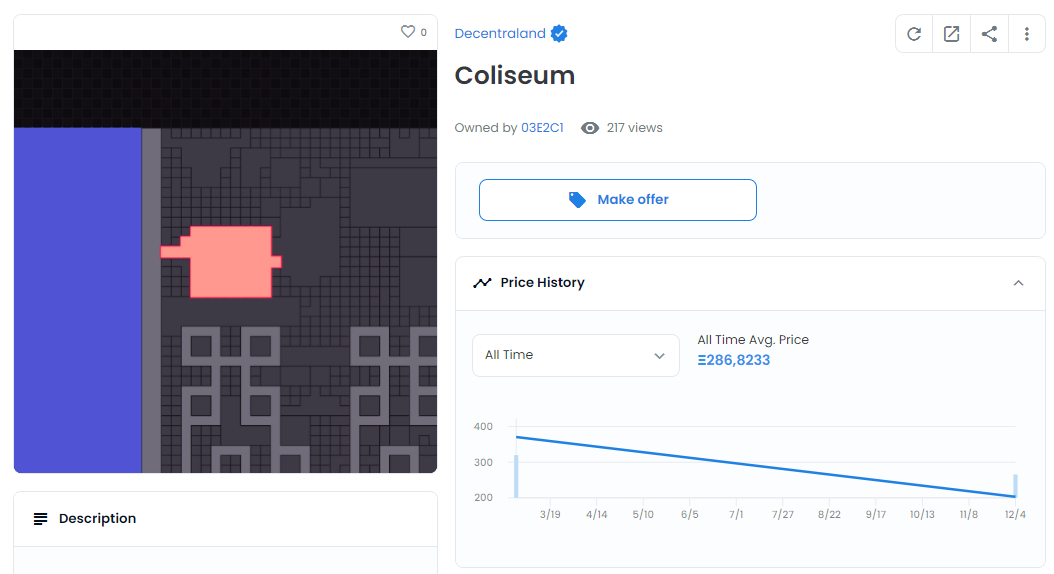 0
Decentraland
Coliseum
Owned by 03E2C1 217 views
Make offer
Price History
All Time
All Time Avg. Price
Ξ286,8233
400
300
200
3/19 4/14 5/10 6/5 7/1 7/27 8/22 9/17 10/13 11/8 12/4
Description